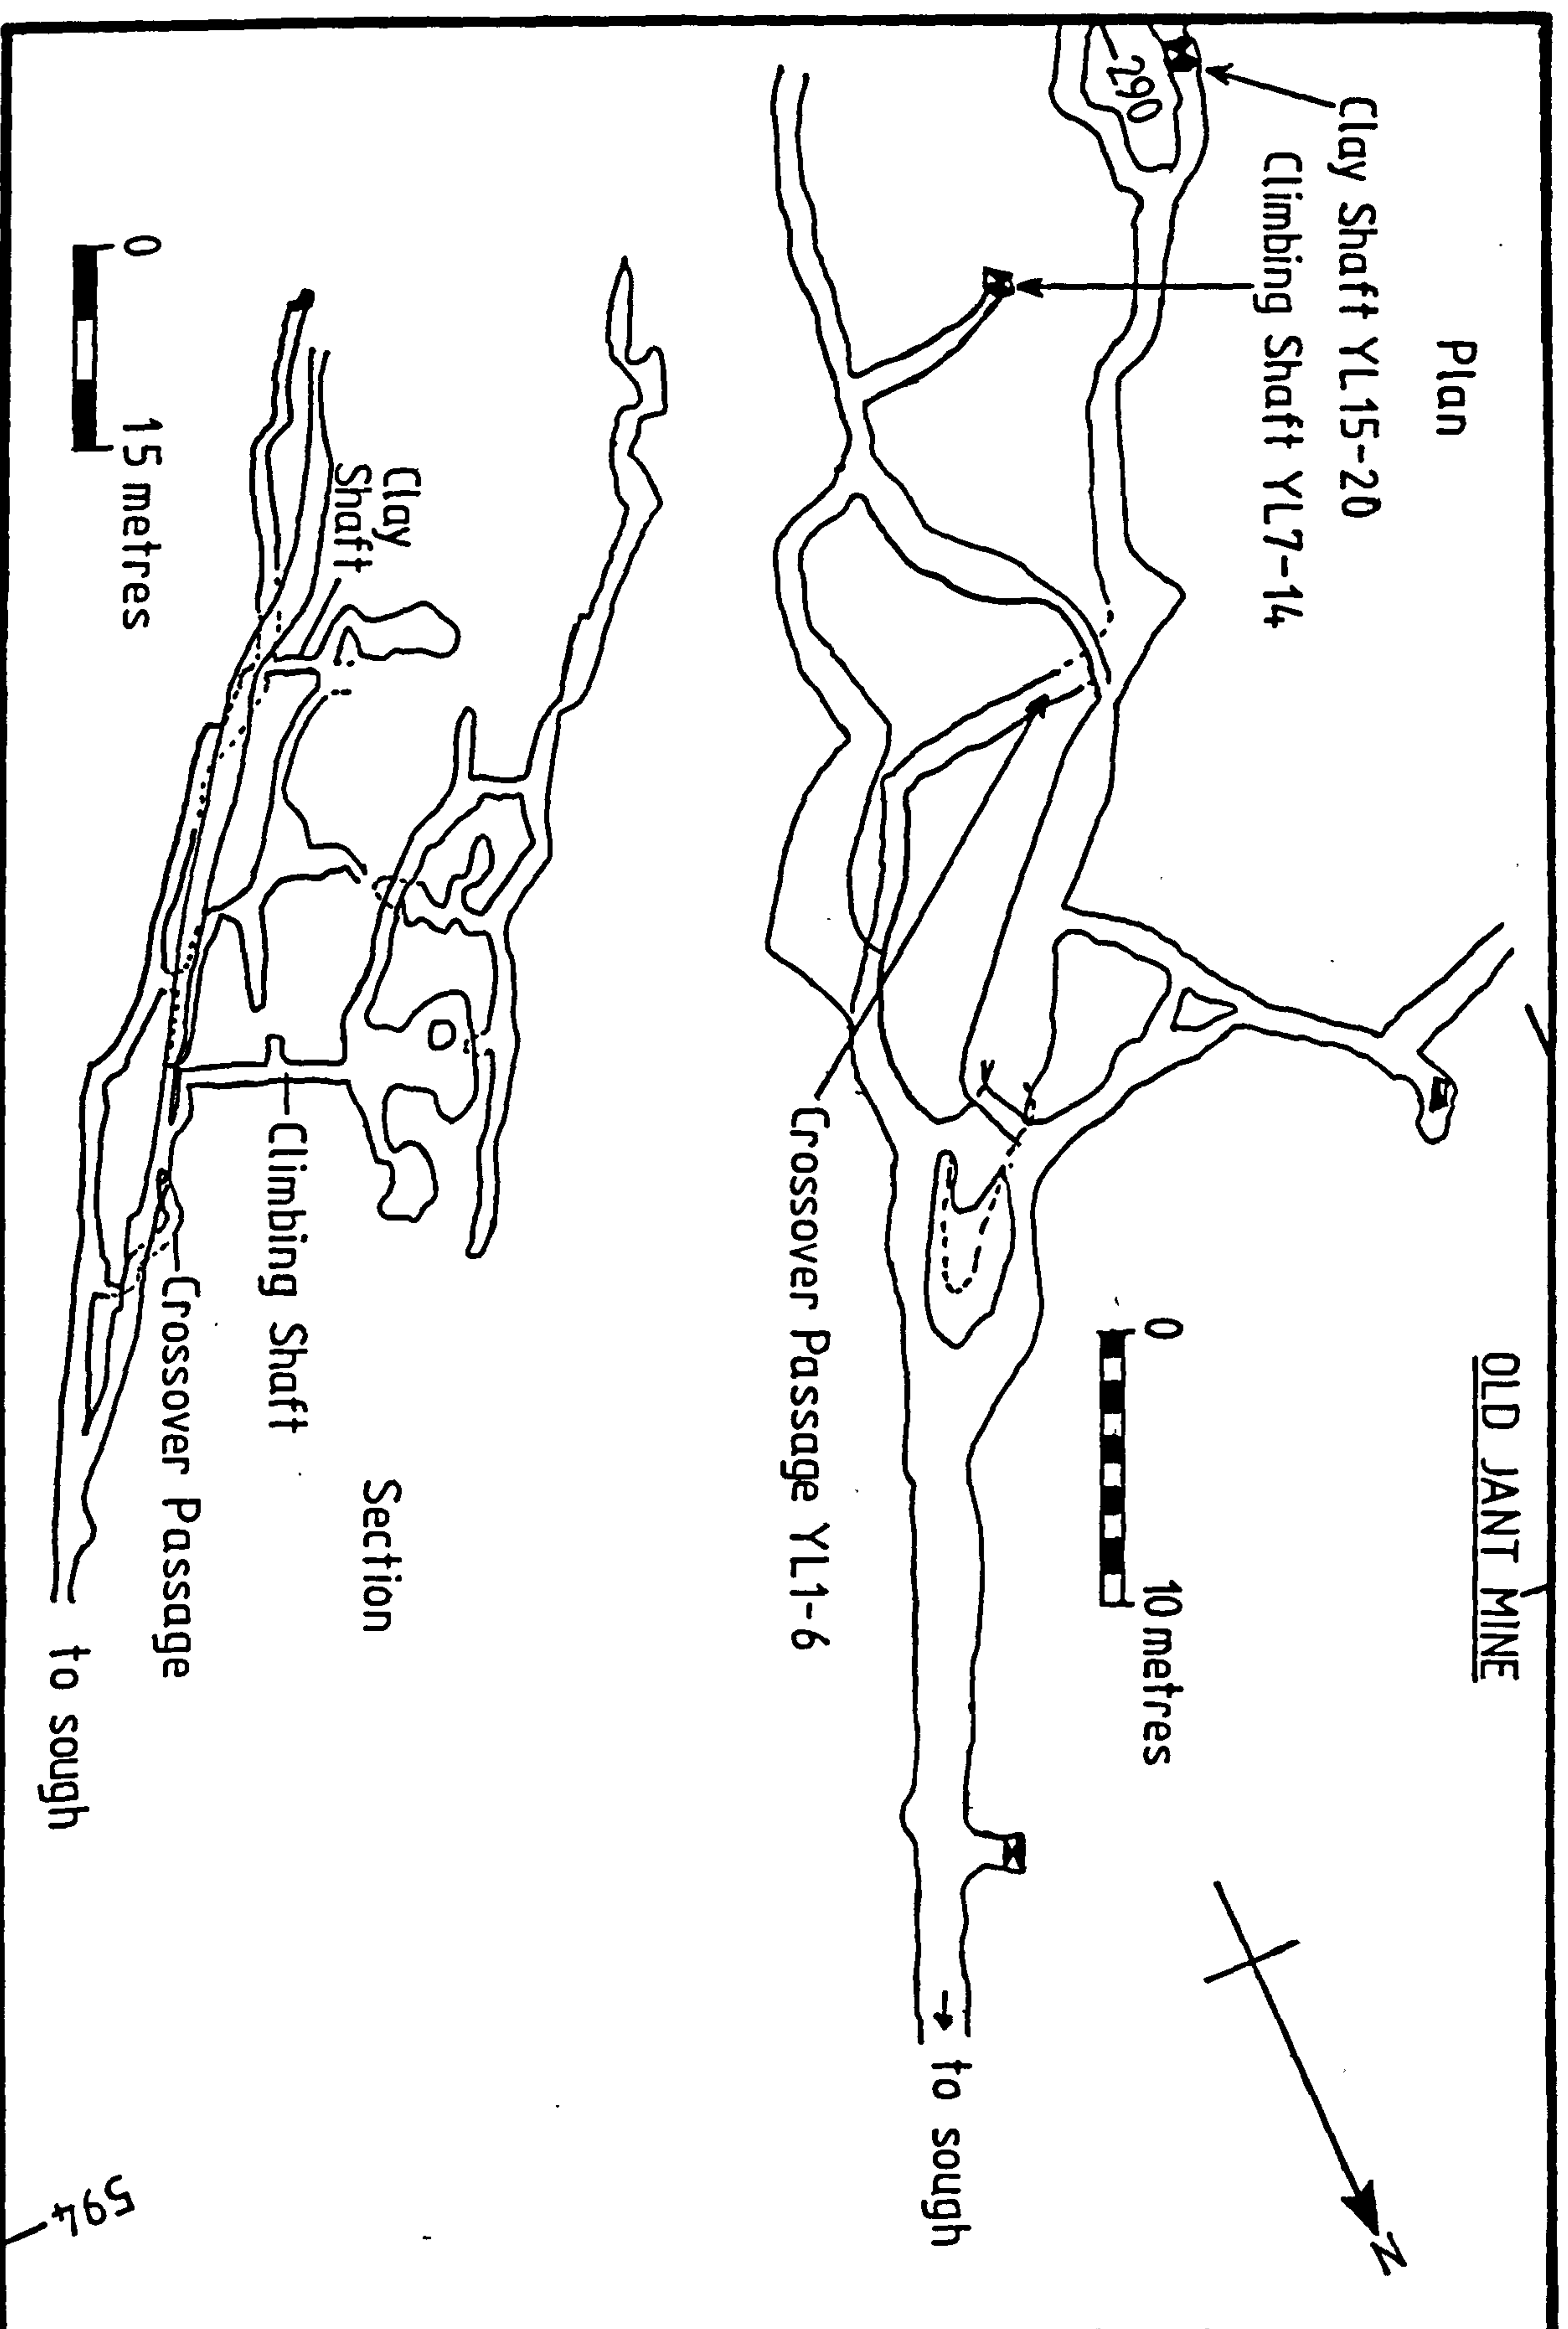 OLD JANT MINE
Plan
Clay Shaft YL15-20
Climbing Shaft YL7-14
290
0
10 metres
N
to sough
Crossover Passage YL1-6
Section
Clay
Shaft
Climbing Shaft
Crossover Passage
0
15 metres
to sough
594